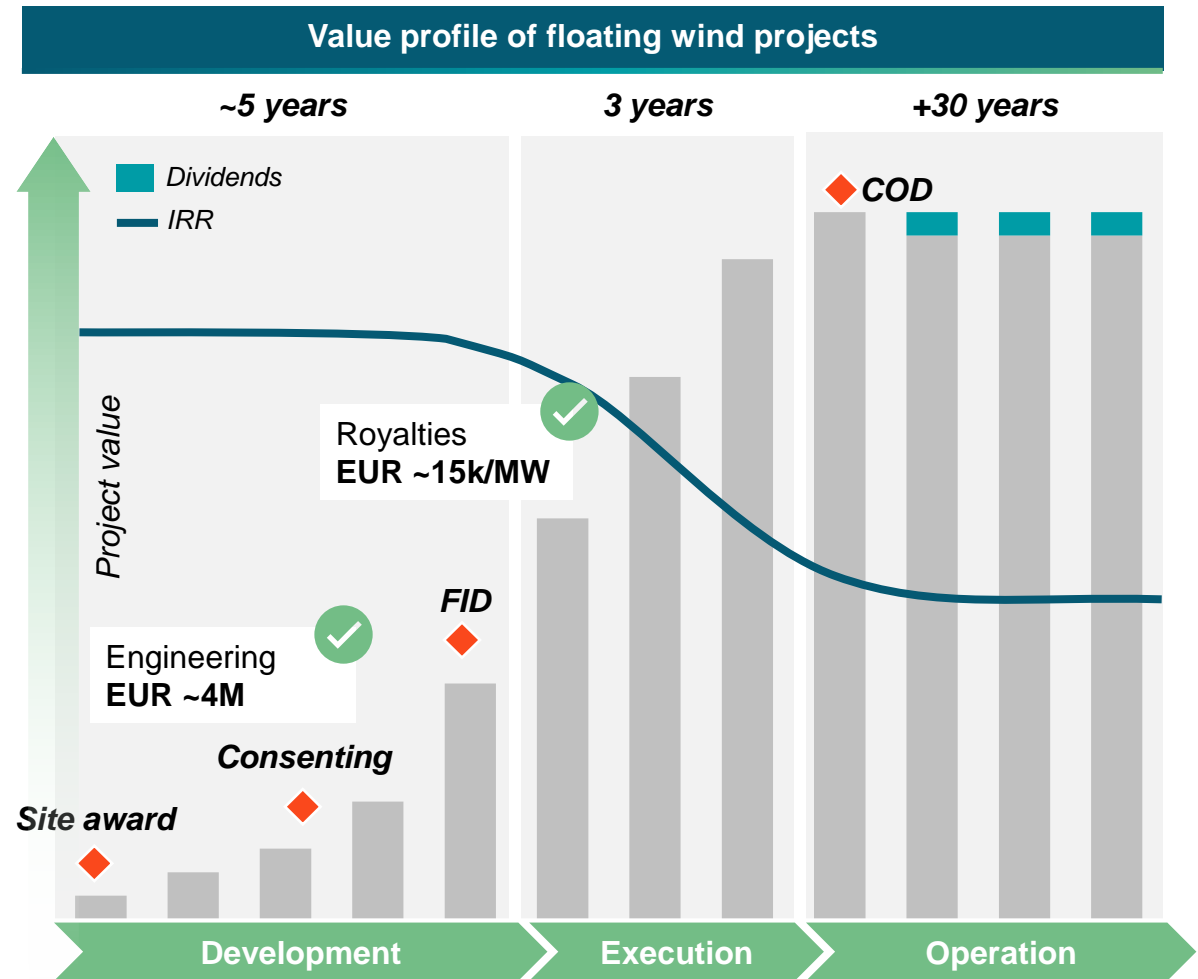 Value profile of floating wind projects
~5 years
3 years
+30 years
Dividends
IRR
COD
Project value
Royalties
EUR ~15k/MW
FID
Engineering
EUR ~4M
Consenting
Site award
Development
Execution
Operation